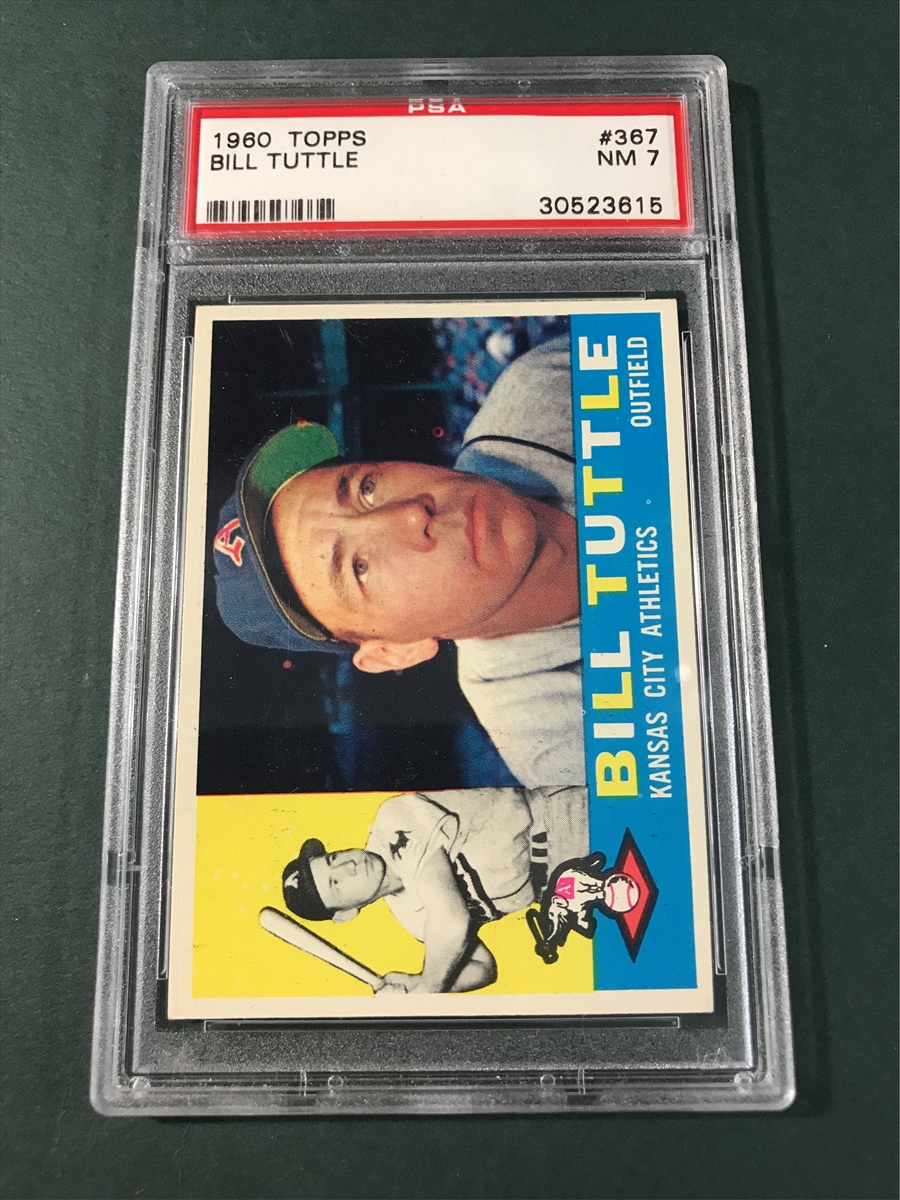 PSA
1960 TOPPS #367
BILL TUTTLE NM 7
30523615
BILL TUTTLE
KANSAS CITY ATHLETICS OUTFIELD
A
A